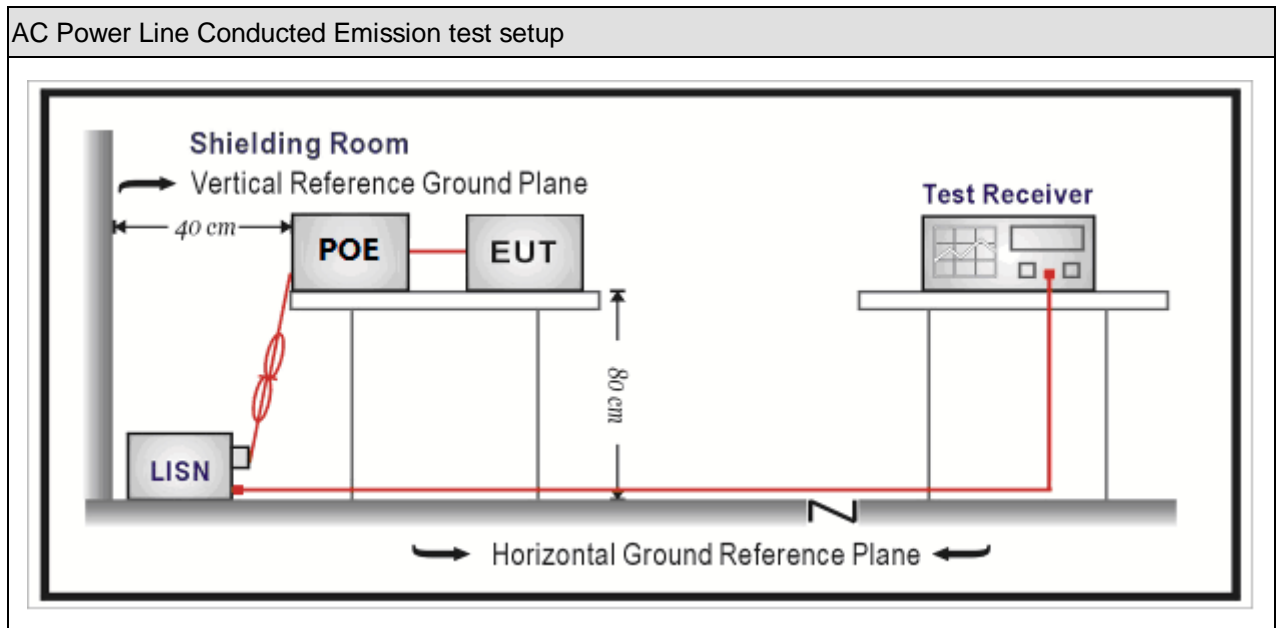 AC Power Line Conducted Emission test setup
Shielding Room
Vertical Reference Ground Plane
40 cm
POE
EUT
Test Receiver
80 cm
LISN
Horizontal Ground Reference Plane